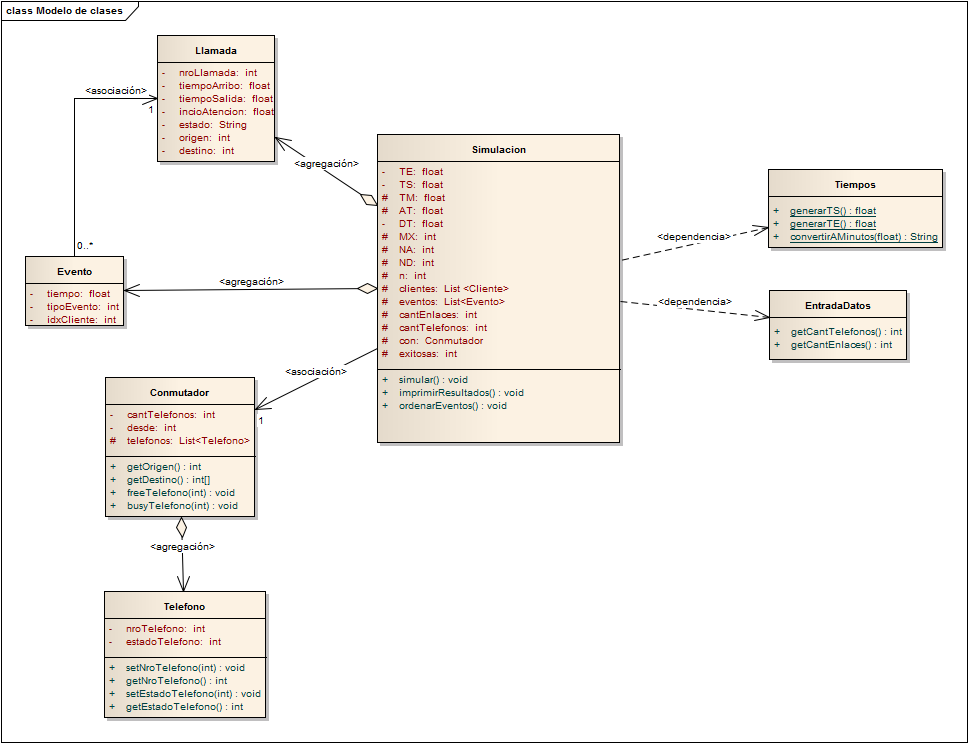 class Modelo de clases
Llamada
- nroLlamada: int
- tiempoArribo: float
- tiempoSalida: float
- incioAtencion: float
- estado: String
- origen: int
- destino: int
<asociación>
1
0..*
Evento
- tiempo: float
- tipoEvento: int
- idxCliente: int
<agregación>
<agregación>
Simulacion
- TE: float
- TS: float
# TM: float
# AT: float
- DT: float
# MX: int
# NA: int
# ND: int
# n: int
# clientes: List <Cliente>
# eventos: List<Evento>
# cantEnlaces: int
# cantTelefonos: int
# con: Conmutador
# exitosas: int
+ simular() : void
+ imprimirResultados() : void
+ ordenarEventos() : void
<dependencia>
Tiempos
+ generarTS() : float
+ generarTE() : float
+ convertirAMinutos(float) : String
<dependencia>
EntradaDatos
+ getCantTelefonos() : int
+ getCantEnlaces() : int
<asociación>
1
Conmutador
- cantTelefonos: int
- desde: int
# telefonos: List<Telefono>
+ getOrigen() : int
+ getDestino() : int[]
+ freeTelefono(int) : void
+ busyTelefono(int) : void
<agregación>
Telefono
- nroTelefono: int
- estadoTelefono: int
+ setNroTelefono(int) : void
+ getNroTelefono() : int
+ setEstadoTelefono(int) : void
+ getEstadoTelefono() : int